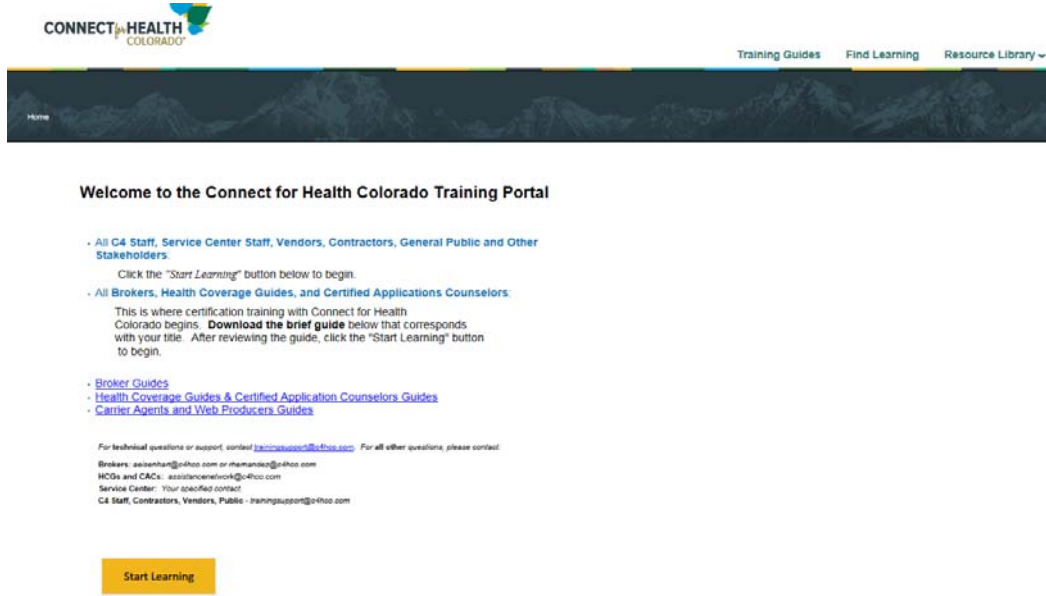 CONNECT for HEALTH
COLORADO
Training Guides Find Learning Resource Library
Home
Welcome to the Connect for Health Colorado Training Portal
All C4 Staff, Service Center Staff, Vendors, Contractors, General Public and Other
Stakeholders:
Click the "Start Learning" button below to begin.
All Brokers, Health Coverage Guides, and Certified Applications Counselors:
This is where certification training with Connect for Health
Colorado begins. Download the brief guide below that corresponds
with your title. After reviewing the guide, click the "Start Learning" button
to begin.
Broker Guides
Health Coverage Guides & Certified Application Counselors Guides
Carrier Agents and Web Producers Guides
For technical questions or support, contact trainingsupport@c4hco.com. For all other questions, please contact:
Brokers: aeisenhart@c4hco.com or rhernandez@c4hco.com
HCGs and CACs: assistancenetwork@c4hco.com
Service Center: Your specified contact.
C4 Staff, Contractors, Vendors, Public - trainingsupport@c4hco.com
Start Learning